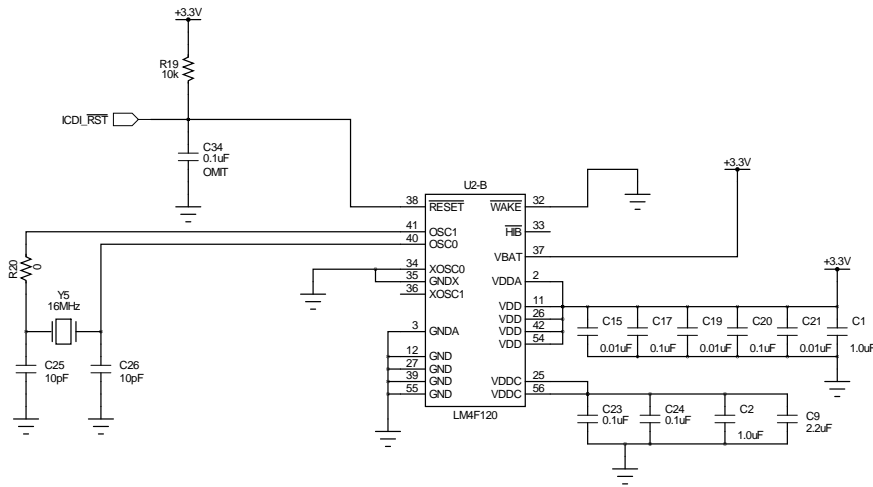 +3.3V
R19
10k
ICDI_RST
C34
0.1uF
OMIT
+3.3V
U2-B
38 RESET WAKE 32
41 OSC1 HIB 33
40 OSC0
VBAT 37
34 XOSC0
35 GNDX VDDA 2
36 XOSC1
VDD 11
VDD 26
3 GNDA VDD 42
VDD 54
12 GND
27 GND
39 GND VDDC 25
55 GND VDDC 56
LM4F120
R20
0
Y5
16MHz
C25
10pF
C26
10pF
+3.3V
C15 C17 C19 C20 C21 C1
0.01uF 0.1uF 0.01uF 0.1uF 0.01uF 1.0uF
C23 C24 C2 C9
0.1uF 0.1uF 1.0uF 2.2uF